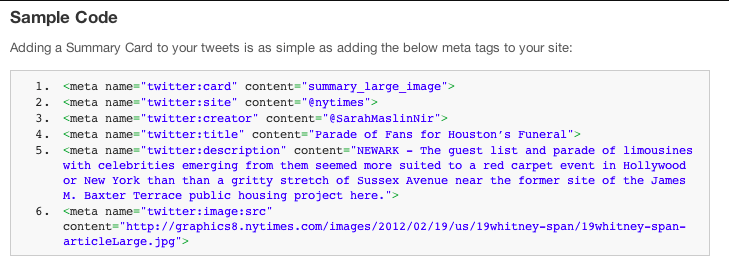 Sample Code
Adding a Summary Card to your tweets is as simple as adding the below meta tags to your site:
1. <meta name="twitter:card" content="summary_large_image">
2. <meta name="twitter:site" content="@nytimes">
3. <meta name="twitter:creator" content="@SarahMaslinNir">
4. <meta name="twitter:title" content="Parade of Fans for Houston’s Funeral">
5. <meta name="twitter:description" content="NEWARK - The guest list and parade of limousines
with celebrities emerging from them seemed more suited to a red carpet event in Hollywood
or New York than than a gritty stretch of Sussex Avenue near the former site of the James
M. Baxter Terrace public housing project here.">
6. <meta name="twitter:image:src"
content="http://graphics8.nytimes.com/images/2012/02/19/us/19whitney-span/19whitney-span-
articleLarge.jpg">